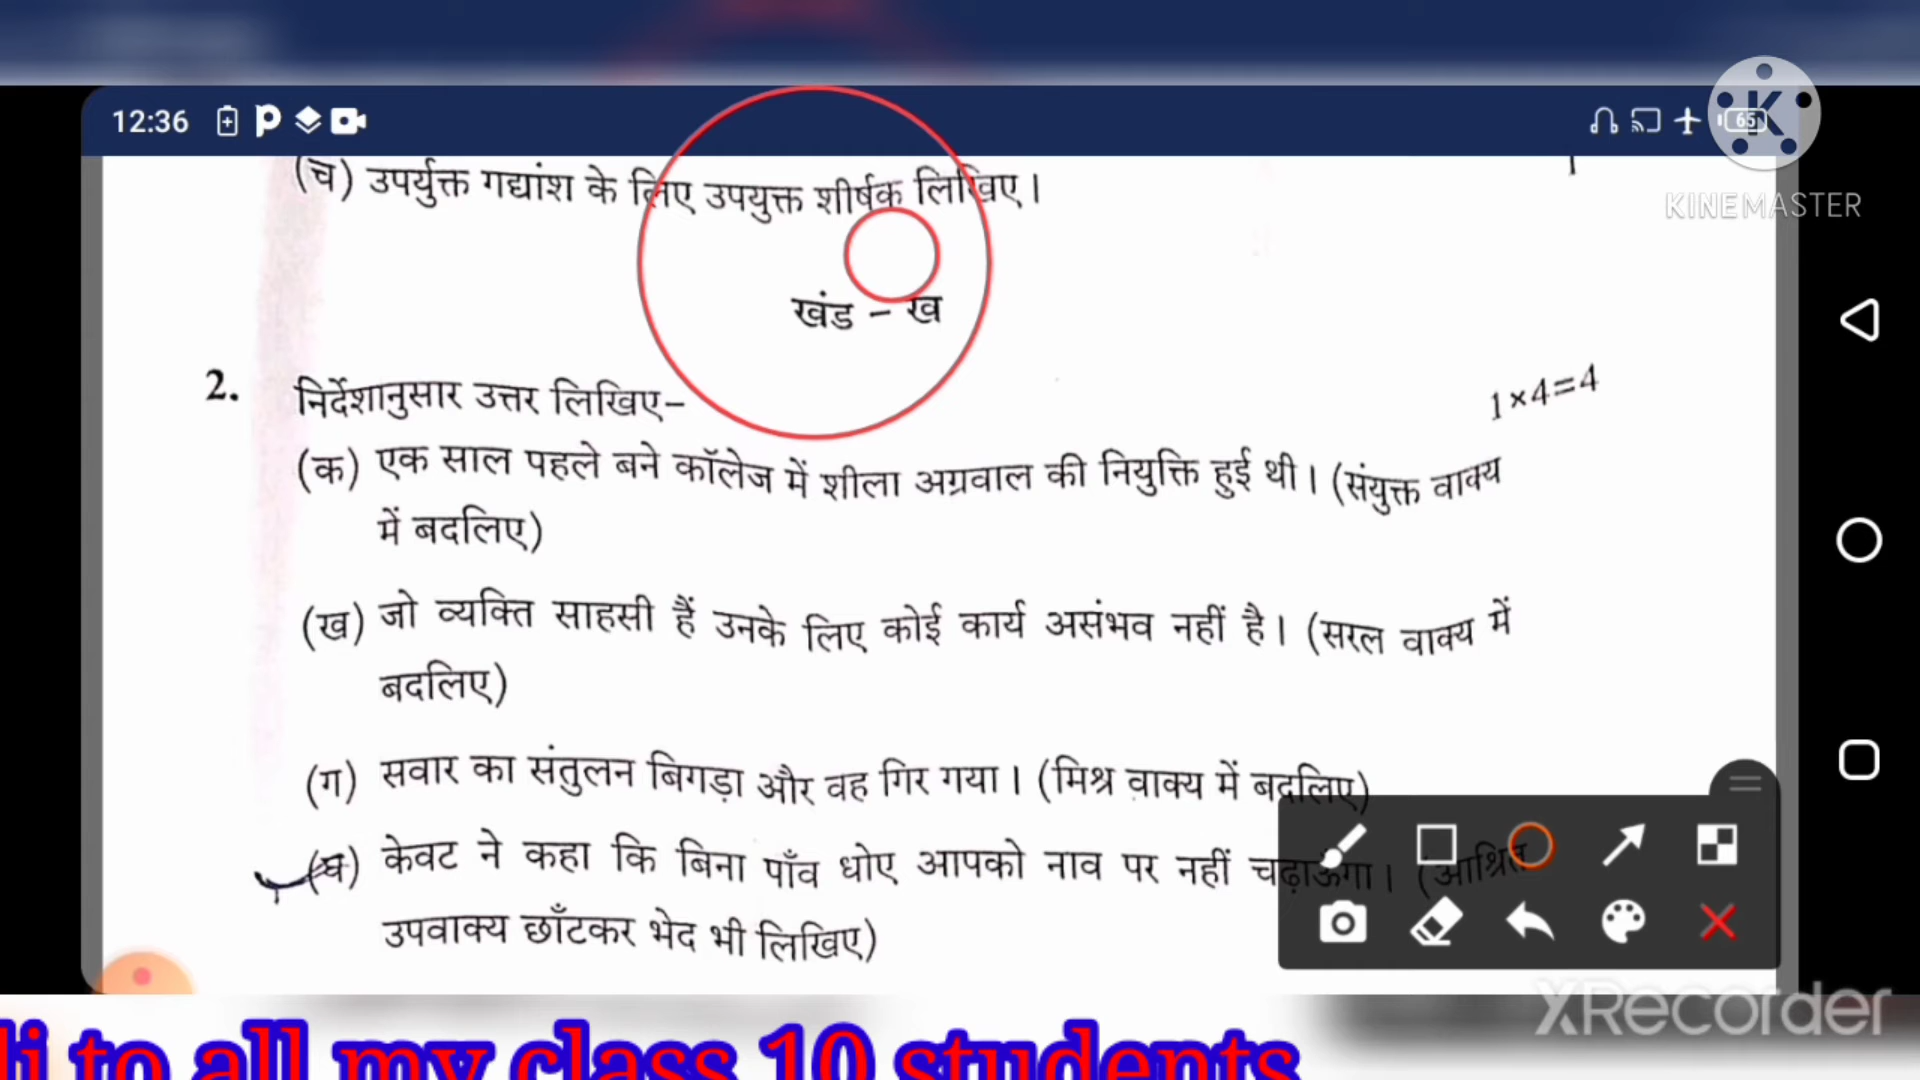 12:36
65
K
KINEMASTER
(च) उपर्युक्त गद्यांश के लिए उपयुक्त शीर्षक लिखिए।
1
खंड – ख
2. निर्देशानुसार उत्तर लिखिए–
1×4=4
(क) एक साल पहले बने कॉलेज में शीला अग्रवाल की नियुक्ति हुई थी। (संयुक्त वाक्य
में बदलिए)
(ख) जो व्यक्ति साहसी हैं उनके लिए कोई कार्य असंभव नहीं है। (सरल वाक्य में
बदलिए)
(ग) सवार का संतुलन बिगड़ा और वह गिर गया। (मिश्र वाक्य में बदलिए)
(घ) केवट ने कहा कि बिना पाँव धोए आपको नाव पर नहीं चढ़ाऊंगा। (आश्रित
उपवाक्य छाँटकर भेद भी लिखिए)
XRecorder
to all my class 10 students